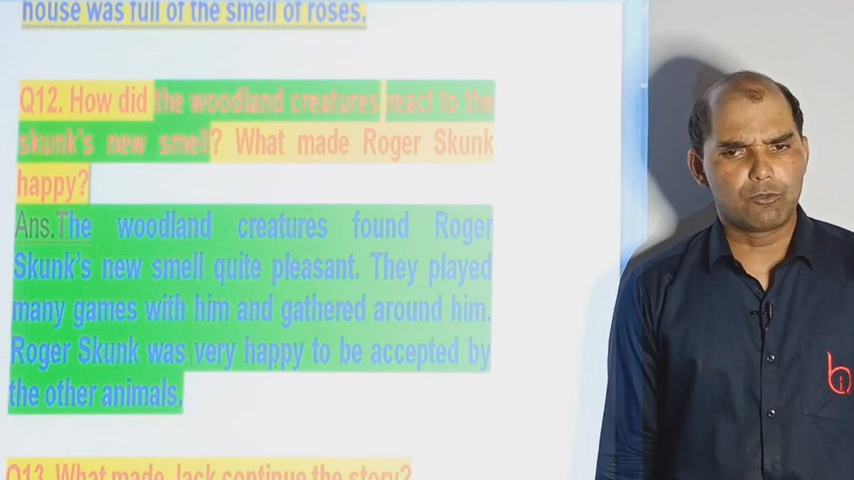 house was full of the smell of roses.
Q12. How did the woodland creatures react to the
skunk's new smell? What made Roger Skunk
happy?
Ans.The woodland creatures found Roger
Skunk's new smell quite pleasant. They played
many games with him and gathered around him.
Roger Skunk was very happy to be accepted by
the other animals.
Q13. What made Jack continue the story?